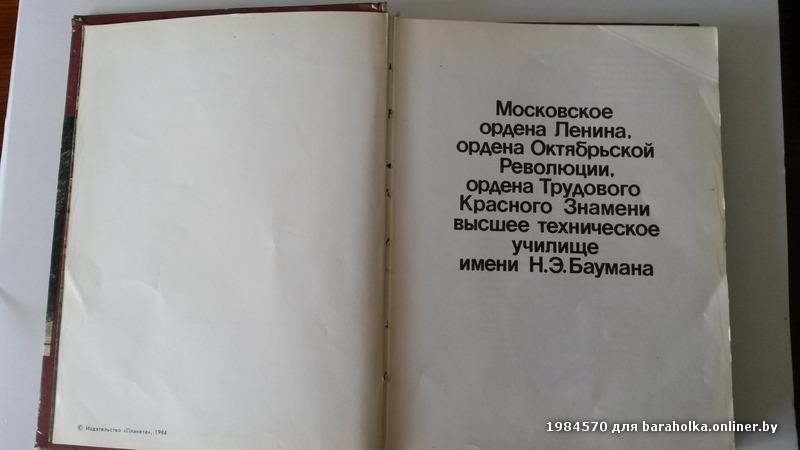 © Издательство «Планета», 1984
Московское
ордена Ленина,
ордена Октябрьской
Революции,
ордена Трудового
Красного Знамени
высшее техническое
училище
имени Н.Э.Баумана
1984570 для baraholka.onliner.by